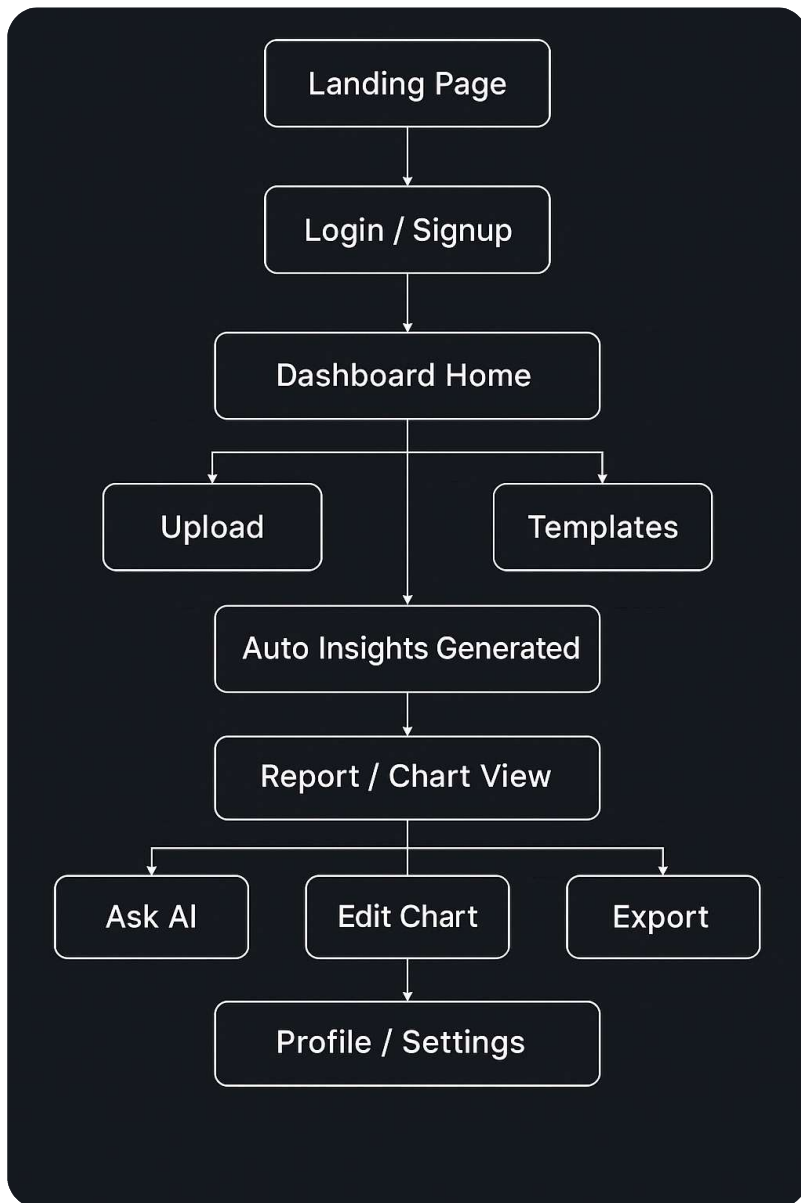 Landing Page
Login / Signup
Dashboard Home
Upload
Templates
Auto Insights Generated
Report / Chart View
Ask AI
Edit Chart
Export
Profile / Settings